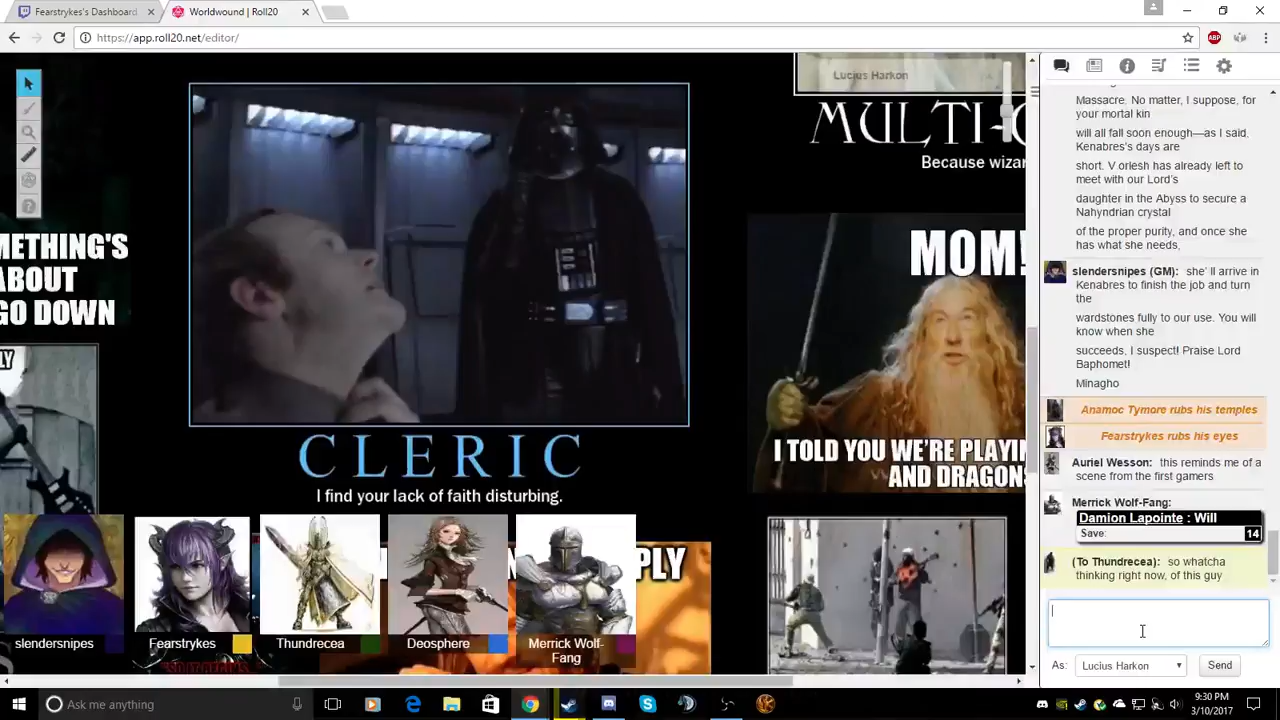 Fearstrykes's Dashboard
Worldwound | Roll20
https://app.roll20.net/editor/
ABP
METHING'S
ABOUT
GO DOWN
PLY
CLERIC
I find your lack of faith disturbing.
Lucius Harkon
MULTI-C
Because wizar
MOM!
I TOLD YOU WE'RE PLAYIN
AND DRAGONS
PLY
slendersnipes
Fearstrykes
Thundrecea
Deosphere
Merrick Wolf-
Fang
Massacre. No matter, I suppose, for
your mortal kin
will all fall soon enough—as I said,
Kenabres's days are
short. V oriesh has already left to
meet with our Lord's
daughter in the Abyss to secure a
Nahyndrian crystal
of the proper purity, and once she
has what she needs,
slendersnipes (GM): she' ll arrive in
Kenabres to finish the job and turn
the
wardstones fully to our use. You will
know when she
succeeds, I suspect! Praise Lord
Baphomet!
Minagho
Anamoc Tymore rubs his temples
Fearstrykes rubs his eyes
Auriel Wesson: this reminds me of a
scene from the first gamers
Merrick Wolf-Fang:
Damion Lapointe : Will
Save: 14
(To Thundrecea): so whatcha
thinking right now, of this guy
As: Lucius Harkon Send
Ask me anything
9:30 PM
3/10/2017